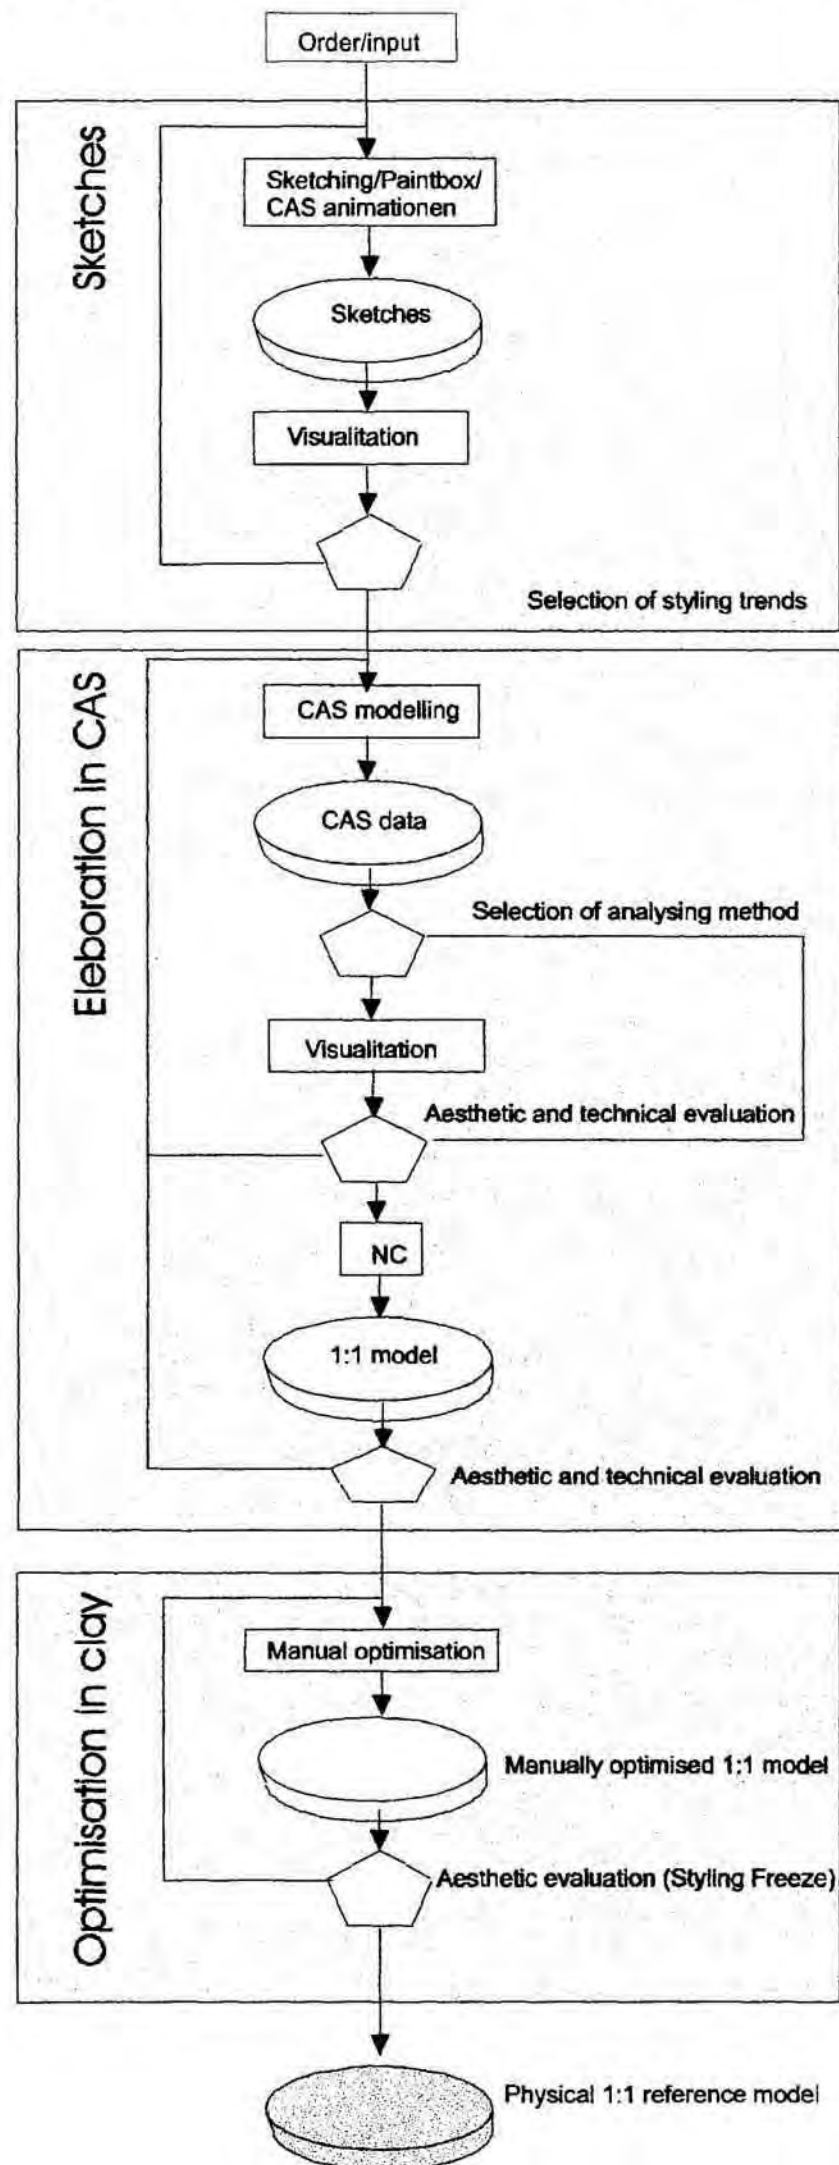 Order/input
Sketches
Sketching/Paintbox/
CAS animationen
Sketches
Visualitation
Selection of styling trends
Eleboration in CAS
CAS modelling
CAS data
Selection of analysing method
Visualitation
Aesthetic and technical evaluation
NC
1:1 model
Aesthetic and technical evaluation
Optimisation in clay
Manual optimisation
Manually optimised 1:1 model
Aesthetic evaluation (Styling Freeze)
Physical 1:1 reference model